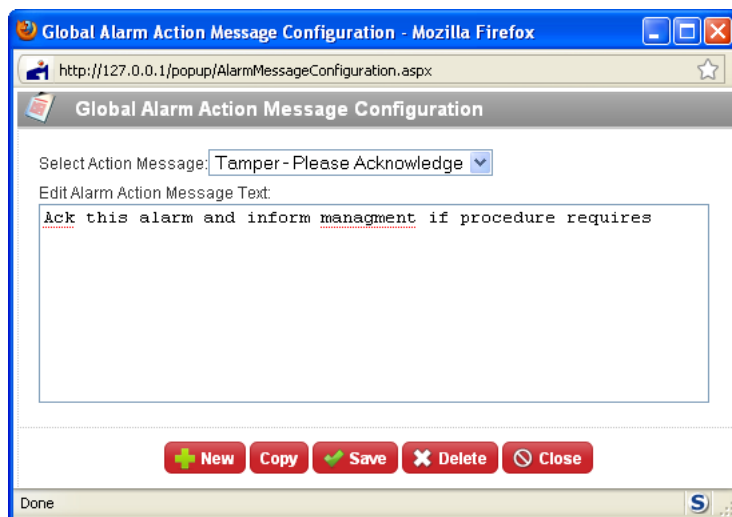 Global Alarm Action Message Configuration - Mozilla Firefox
http://127.0.0.1/popup/AlarmMessageConfiguration.aspx
Global Alarm Action Message Configuration
Select Action Message: Tamper - Please Acknowledge
Edit Alarm Action Message Text:
Ack this alarm and inform managment if procedure requires
New Copy Save Delete Close
Done S